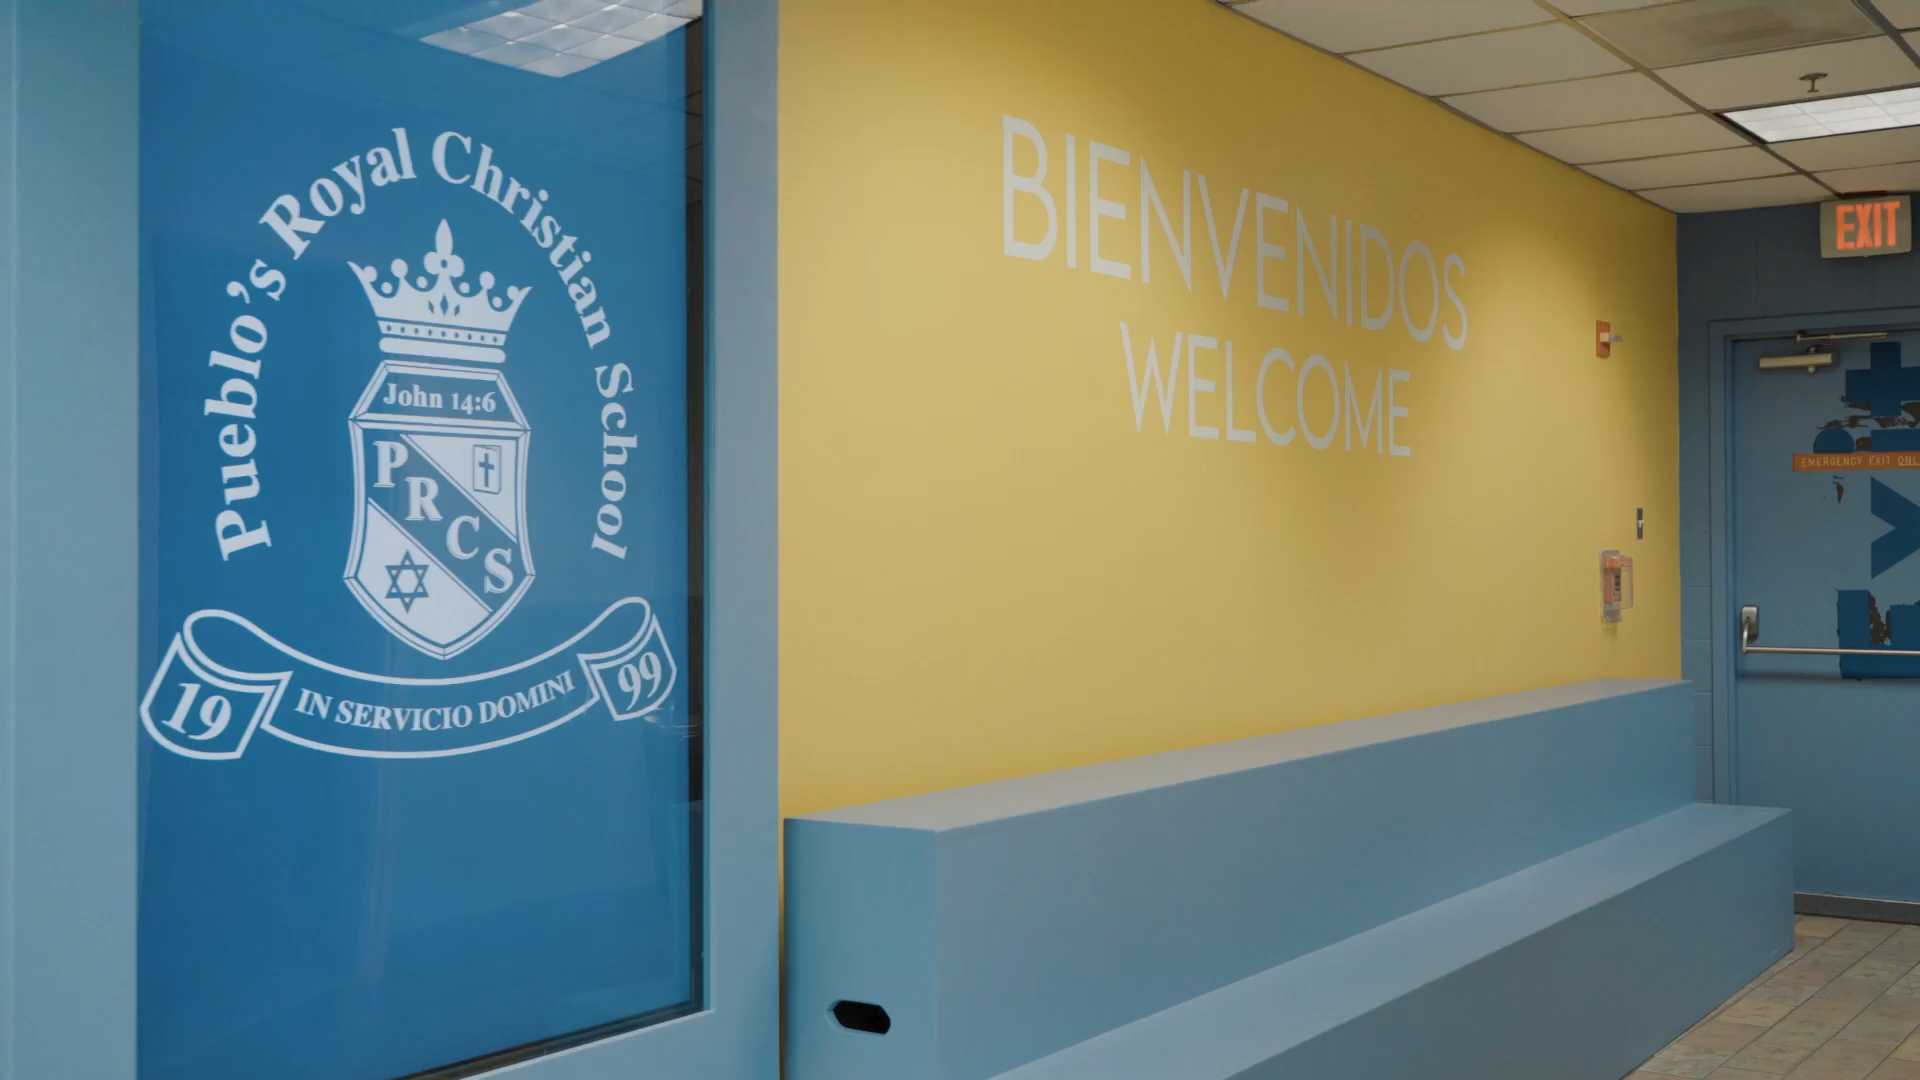 Pueblo's Royal Christian School
John 14:6
P
R
C
S
19
IN SERVICIO DOMINI
99
BIENVENIDOS
WELCOME
EXIT
EMERGENCY EXIT